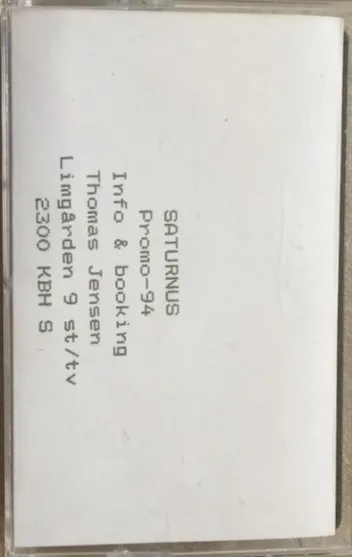 SATURNUS
Promo-94
Info & booking
Thomas Jensen
Limgården 9 st/tv
2300 KBH S